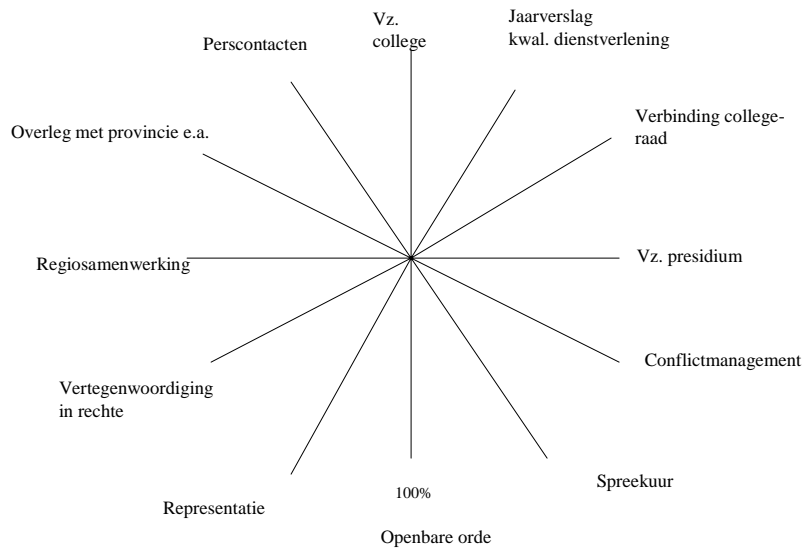 Vz.
college
Jaarverslag
kwal. dienstverlening
Perscontacten
Verbinding college-
raad
Overleg met provincie e.a.
Vz. presidium
Regiosamenwerking
Conflictmanagement
Vertegenwoordiging
in rechte
Spreekuur
Representatie
100%
Openbare orde